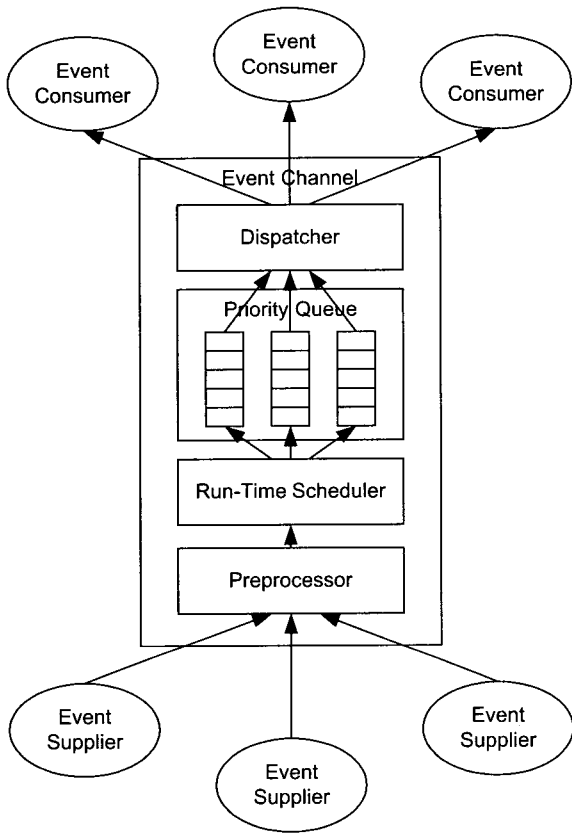 Event
Consumer
Event
Consumer
Event
Consumer
Event Channel
Dispatcher
Priority Queue
Run-Time Scheduler
Preprocessor
Event
Supplier
Event
Supplier
Event
Supplier